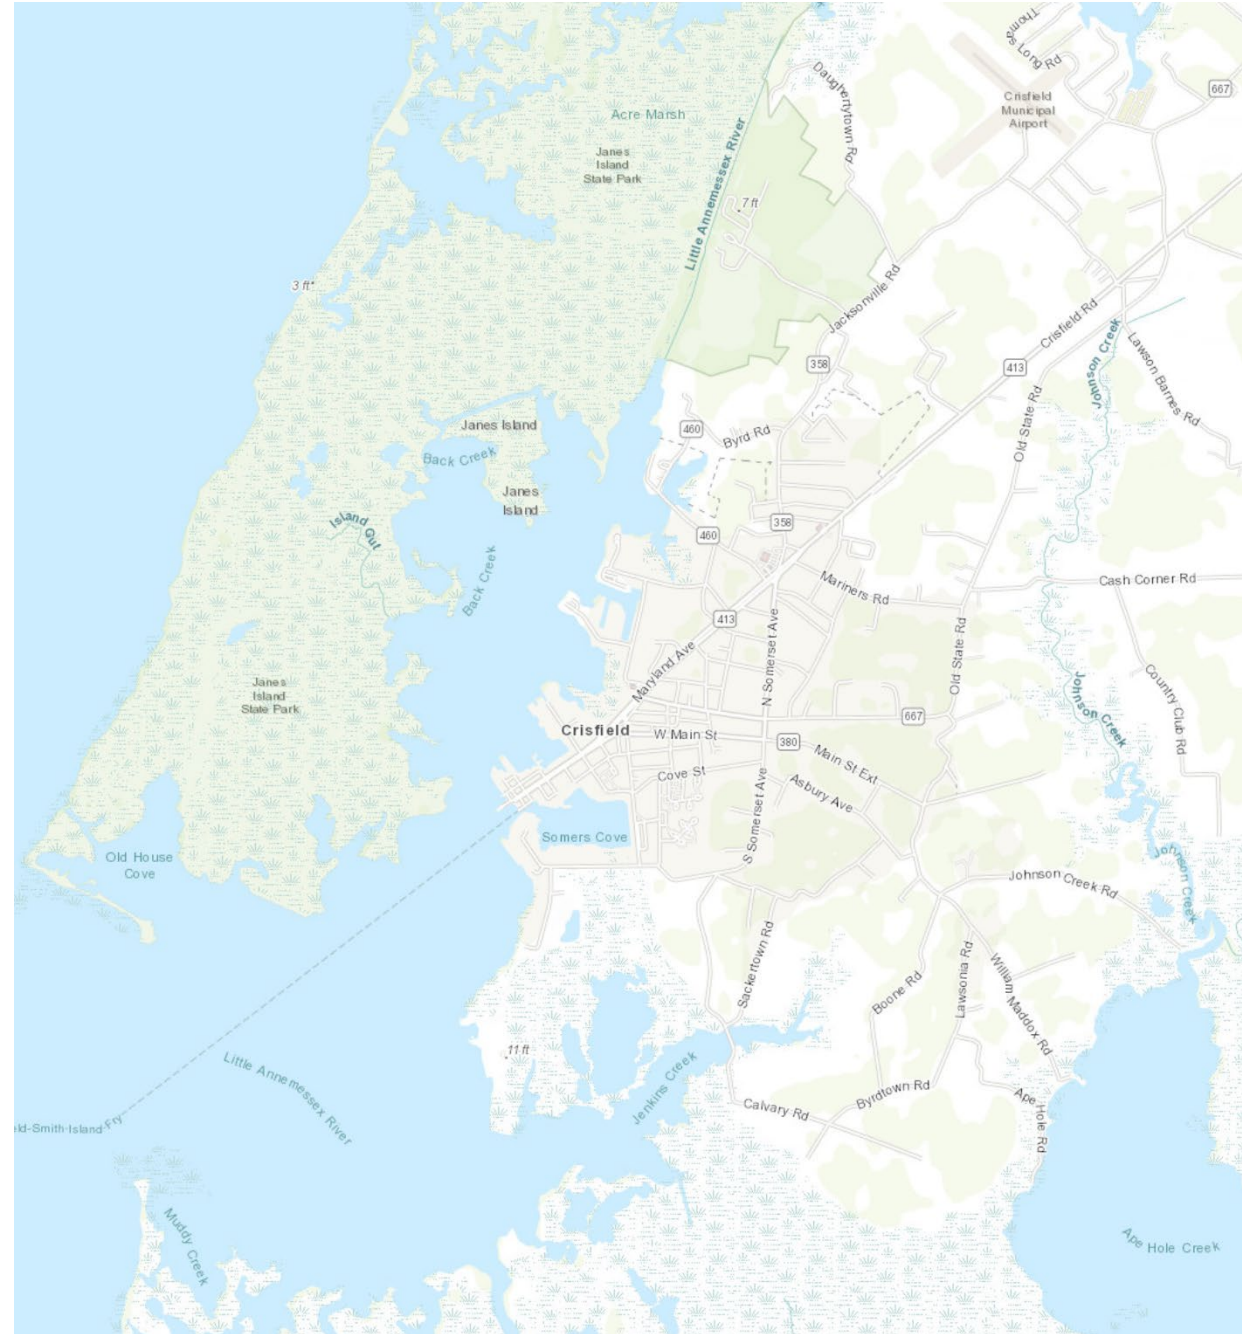 Thomas Long Rd
667
Crisfield
Municipal
Airport
Daughertytown Rd
Acre Marsh
Janes
Island
State Park
Little Annemessex River
7 ft
3 ft
Jacksonville Rd
Crisfield Rd
358
413
Johnson Creek
Lawson Barnes Rd
Old State Rd
Janes Island
460
Byrd Rd
Back Creek
Janes
Island
Island Gut
358
460
Back Creek
Mariners Rd
Cash Corner Rd
413
N Somerset Ave
Maryland Ave
Old State Rd
Janes
Island
State Park
Johnson Creek
Country Club Rd
667
Crisfield
W Main St
380
Main St Ext
Cove St
Asbury Ave
S Somerset Ave
Somers Cove
Old House
Cove
Johnson Creek
Johnson Creek Rd
Sackertown Rd
Boone Rd
Lawsonia Rd
William Maddox Rd
11 ft
Little Annemessex River
Jenkins Creek
Calvary Rd
Byrdtown Rd
Ape Hole Rd
ld-Smith-Island-Fry
Muddy Creek
Ape Hole Creek